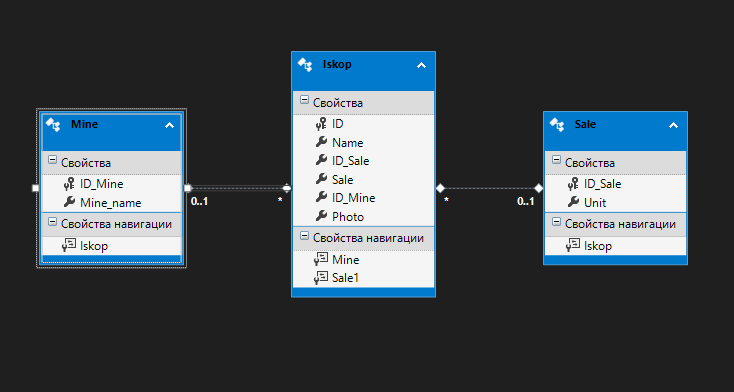 Mine
Свойства
ID_Mine
Mine_name
Свойства навигации
Iskop
0..1
*
Iskop
Свойства
ID
Name
ID_Sale
Sale
ID_Mine
Photo
Свойства навигации
Mine
Sale1
*
0..1
Sale
Свойства
ID_Sale
Unit
Свойства навигации
Iskop